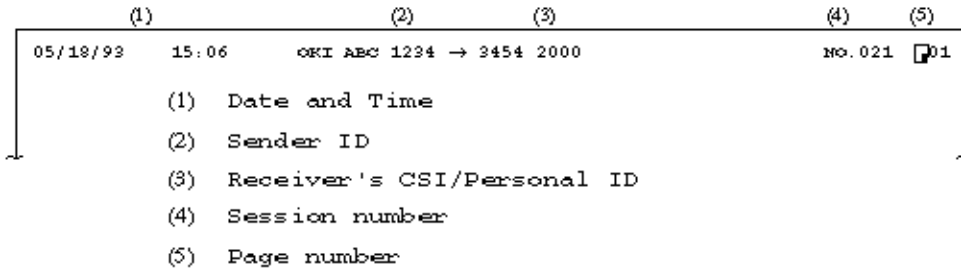 (1) (2) (3) (4) (5)
05/18/93 15:06 OKI ABC 1234 → 3454 2000 NO.021 01
(1) Date and Time
(2) Sender ID
(3) Receiver's CSI/Personal ID
(4) Session number
(5) Page number